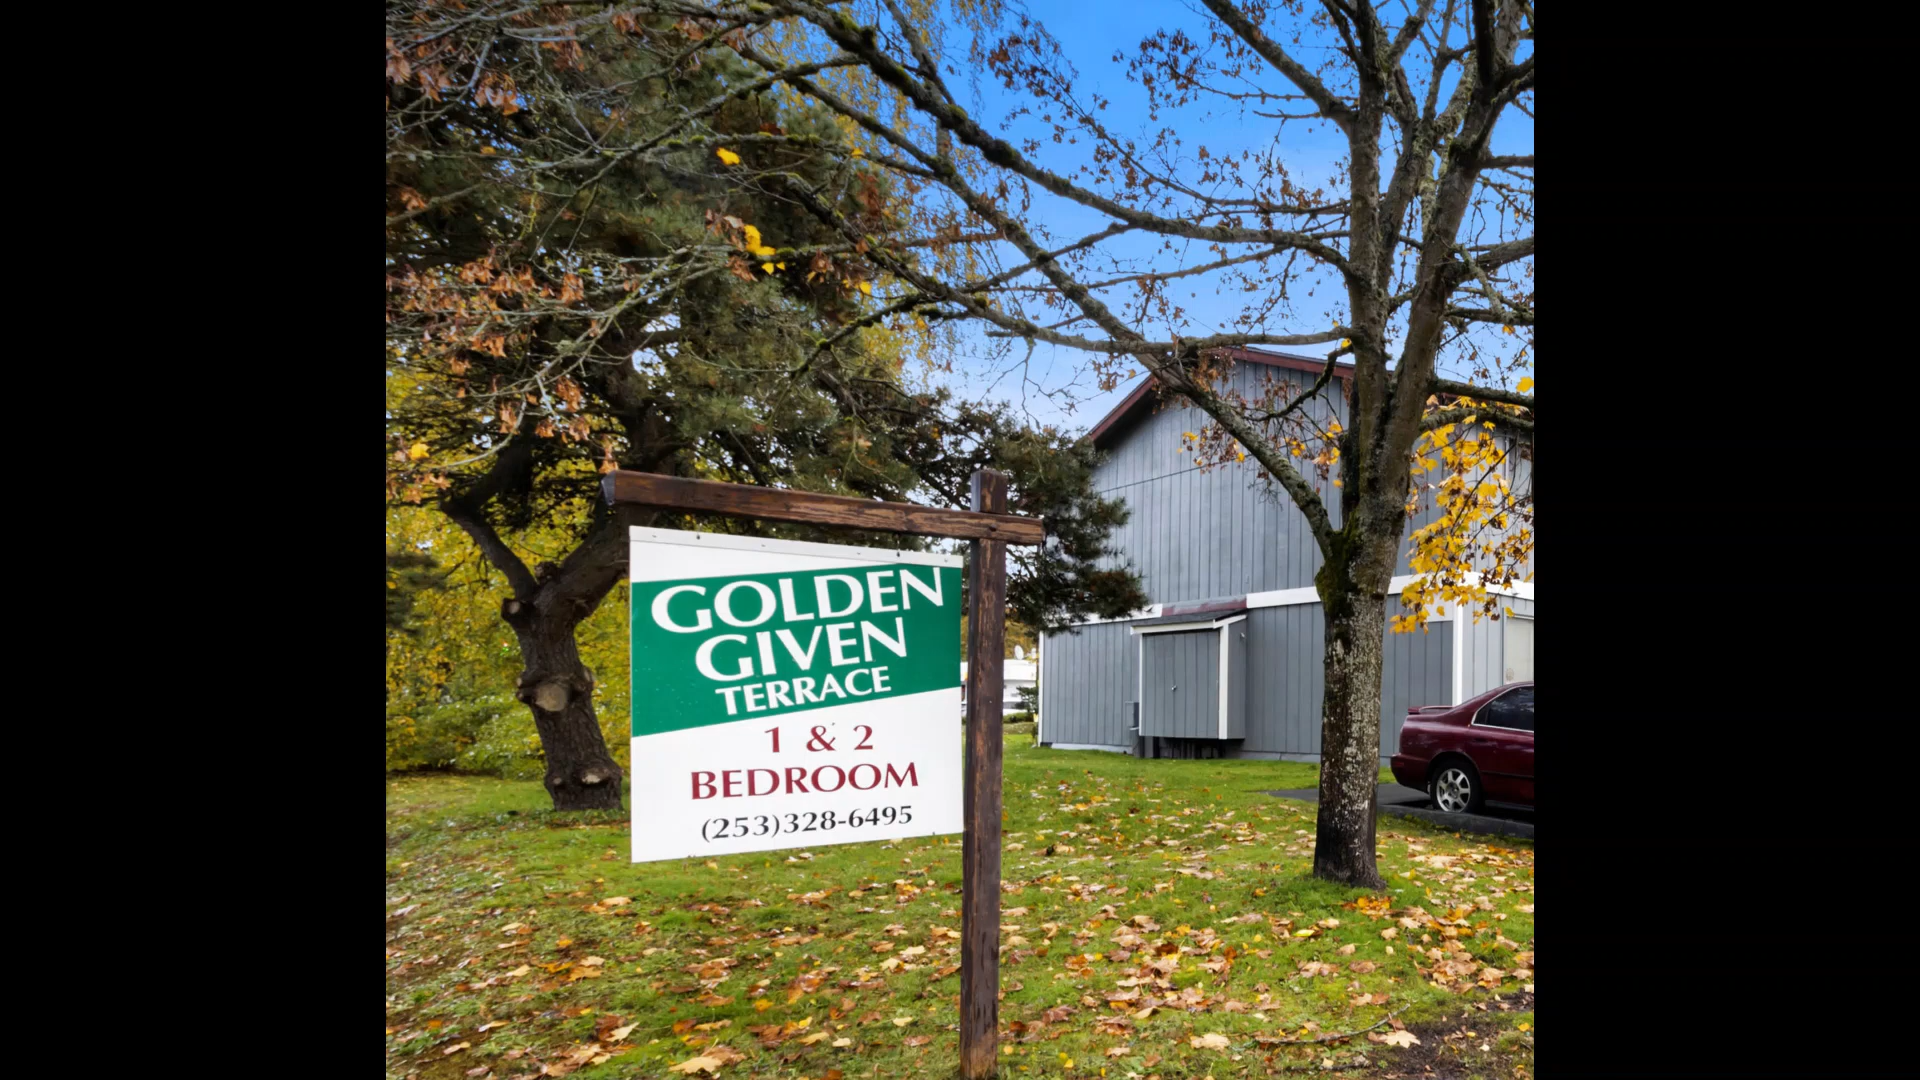 GOLDEN
GIVEN
TERRACE
1 & 2
BEDROOM
(253)328-6495